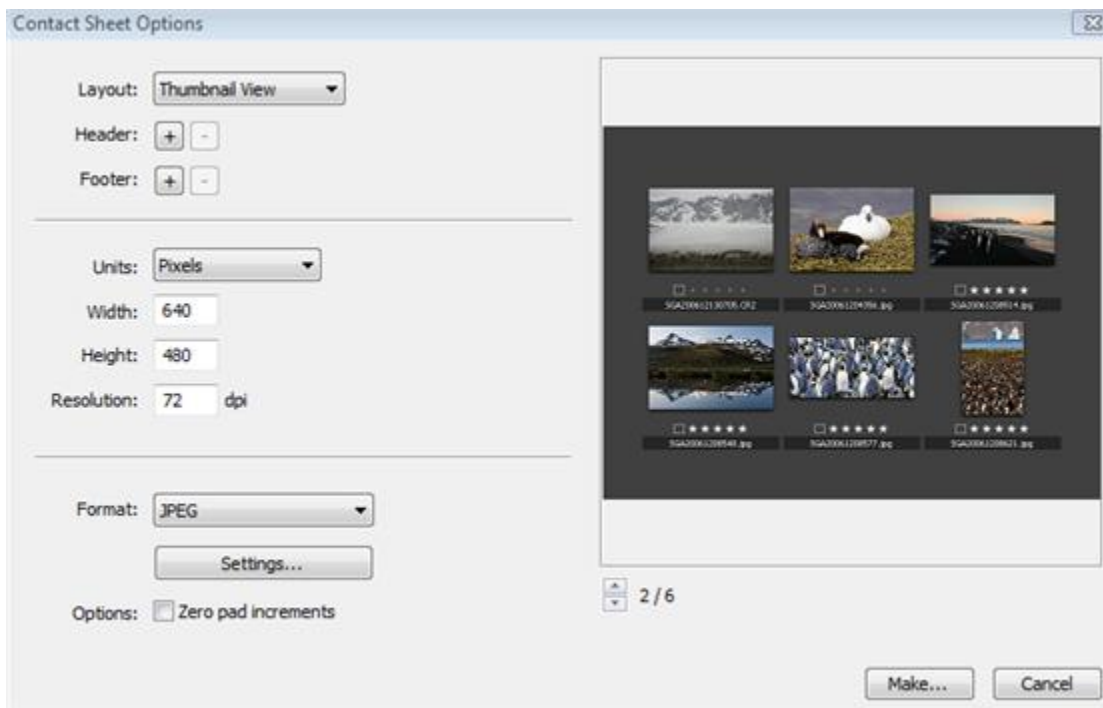 Contact Sheet Options
Layout: Thumbnail View
Header: + -
Footer: + -
Units: Pixels
Width: 640
Height: 480
Resolution: 72 dpi
Format: JPEG
Settings...
Options: Zero pad increments
2 / 6
Make... Cancel